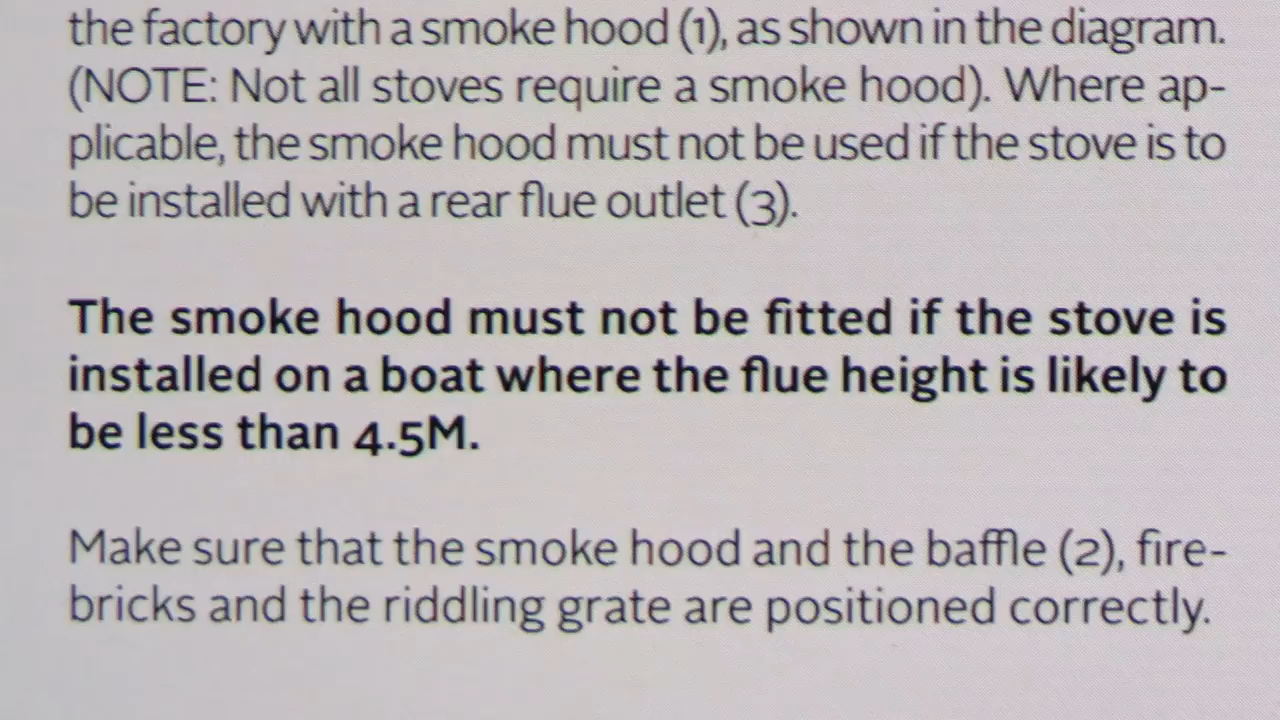 the factory with a smoke hood (1), as shown in the diagram.
(NOTE: Not all stoves require a smoke hood). Where ap-
plicable, the smoke hood must not be used if the stove is to
be installed with a rear flue outlet (3).
The smoke hood must not be fitted if the stove is
installed on a boat where the flue height is likely to
be less than 4.5M.
Make sure that the smoke hood and the baffle (2), fire-
bricks and the riddling grate are positioned correctly.